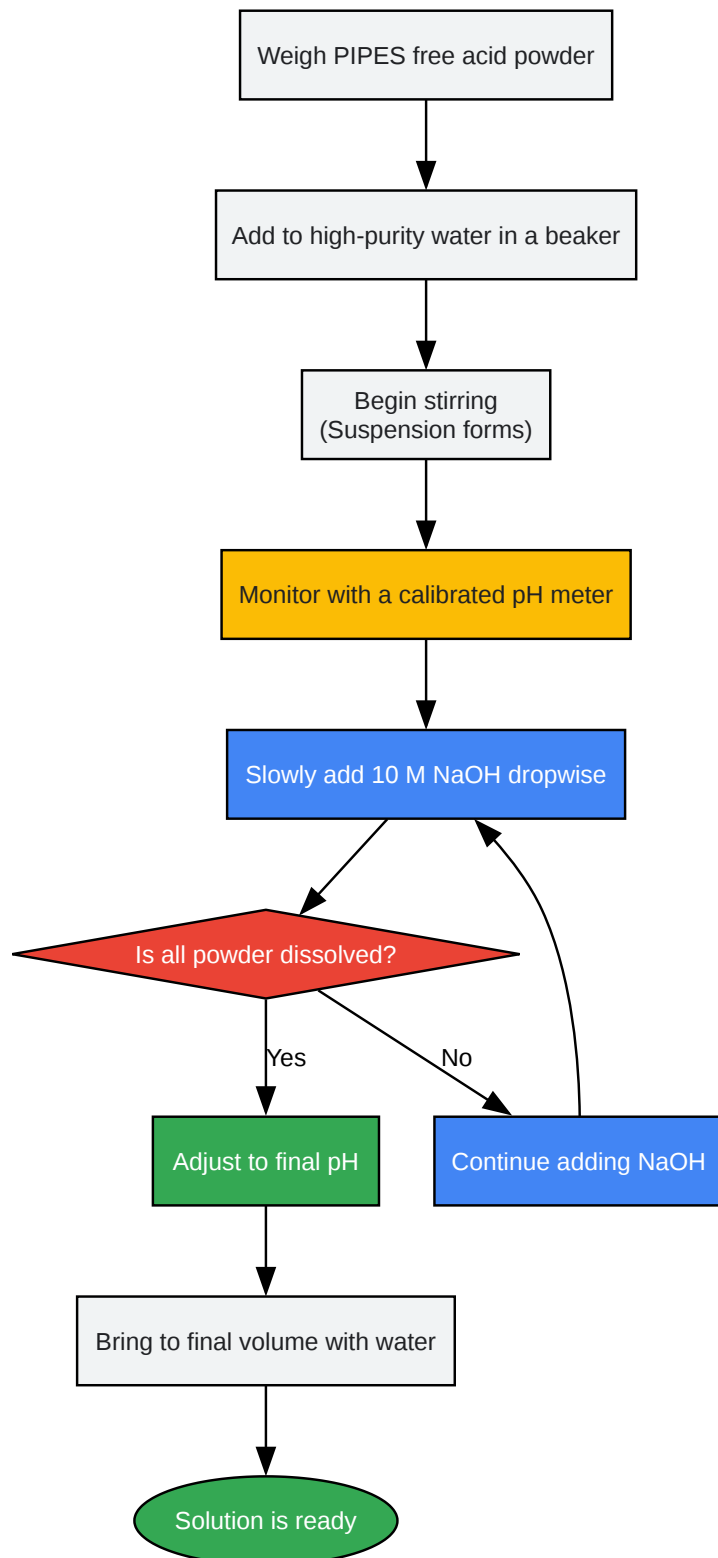 Weigh PIPES free acid powder
Add to high-purity water in a beaker
Begin stirring
(Suspension forms)
Monitor with a calibrated pH meter
Slowly add 10 M NaOH dropwise
Is all powder dissolved?
Yes
No
Adjust to final pH
Continue adding NaOH
Bring to final volume with water
Solution is ready